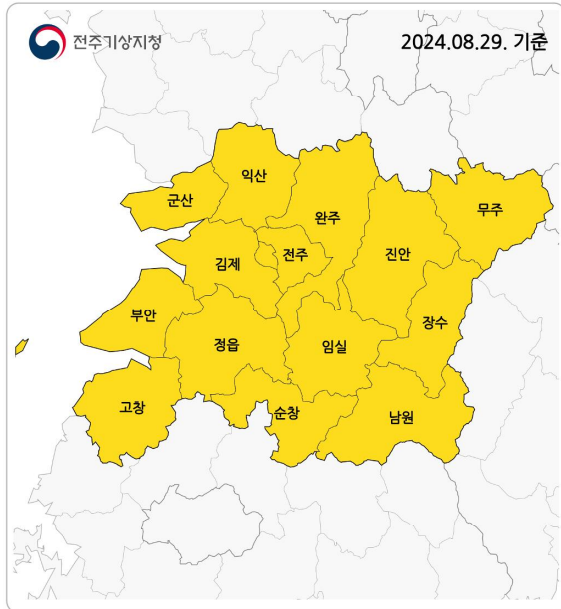 전주기상지청
2024.08.29. 기준
익산
군산
완주
무주
전주
진안
김제
부안
장수
정읍
임실
고창
순창
남원